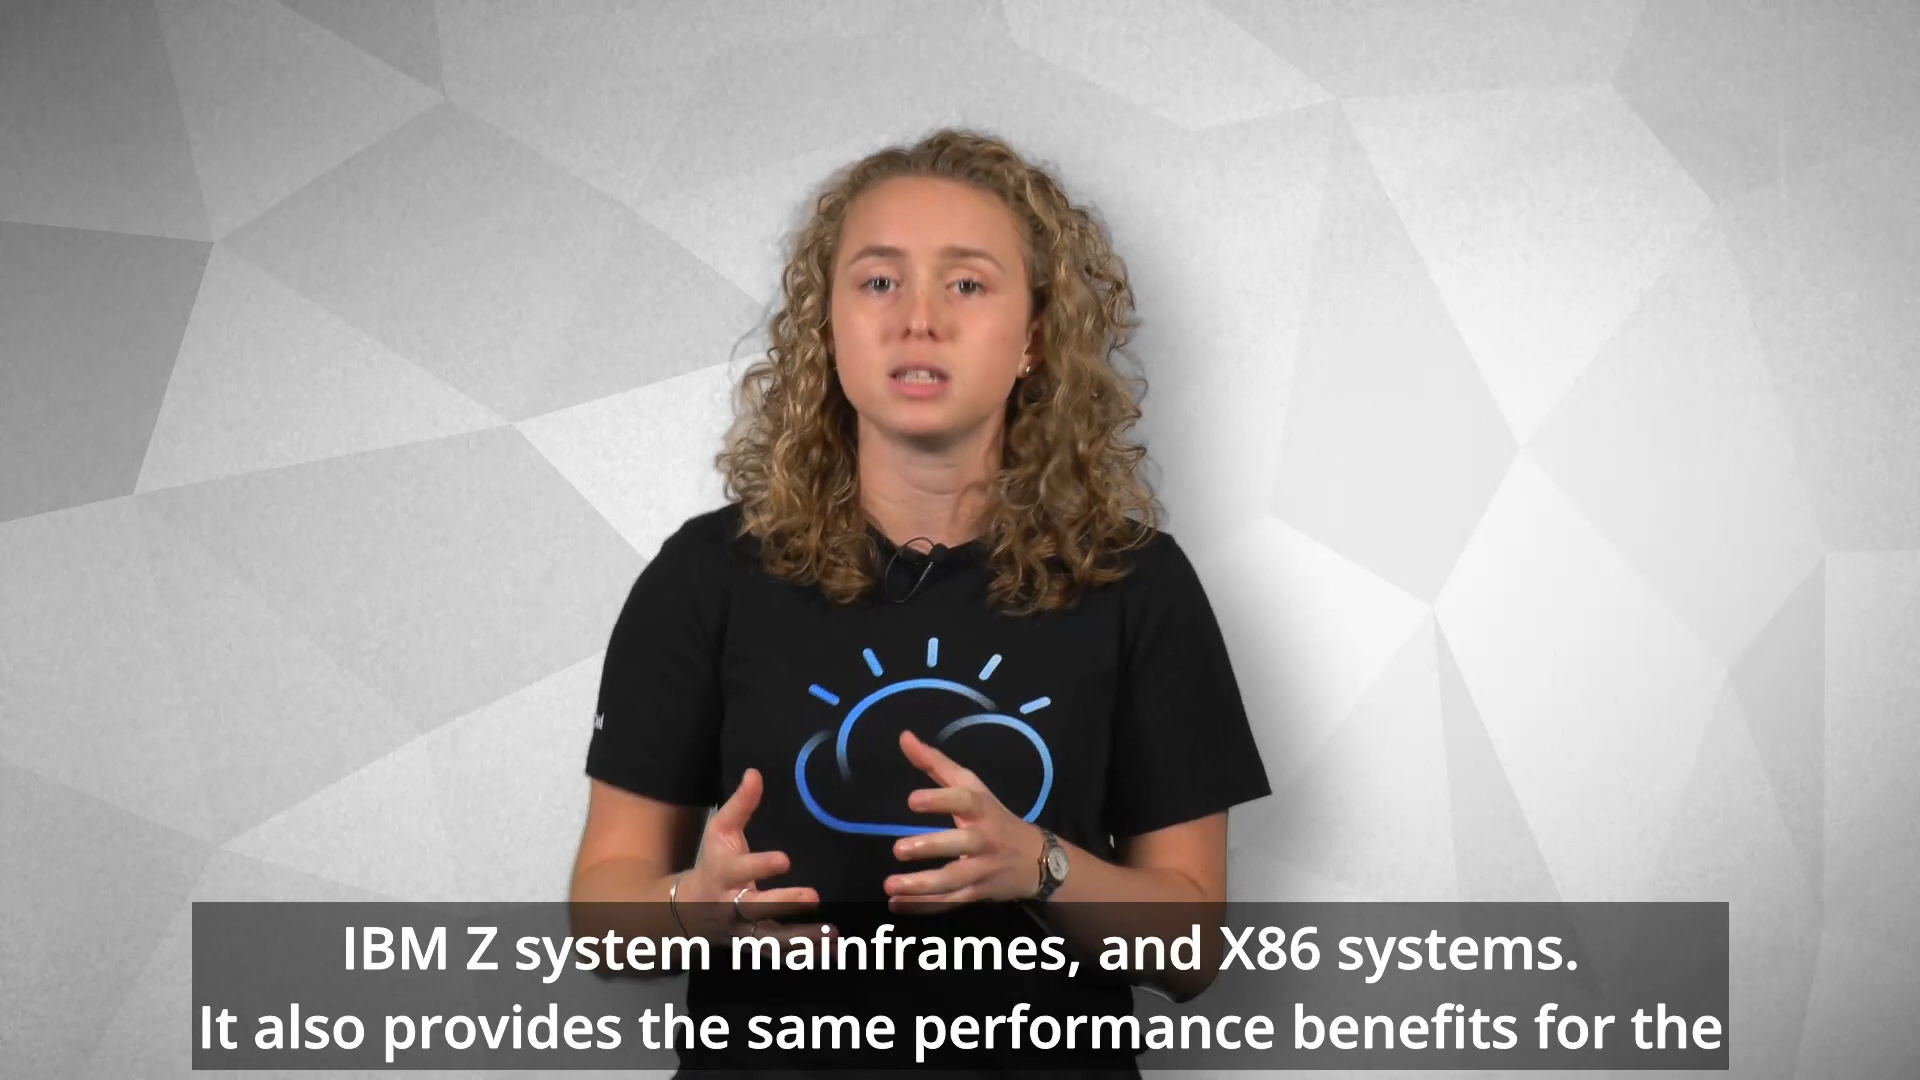 IBM Z system mainframes, and X86 systems.
It also provides the same performance benefits for the